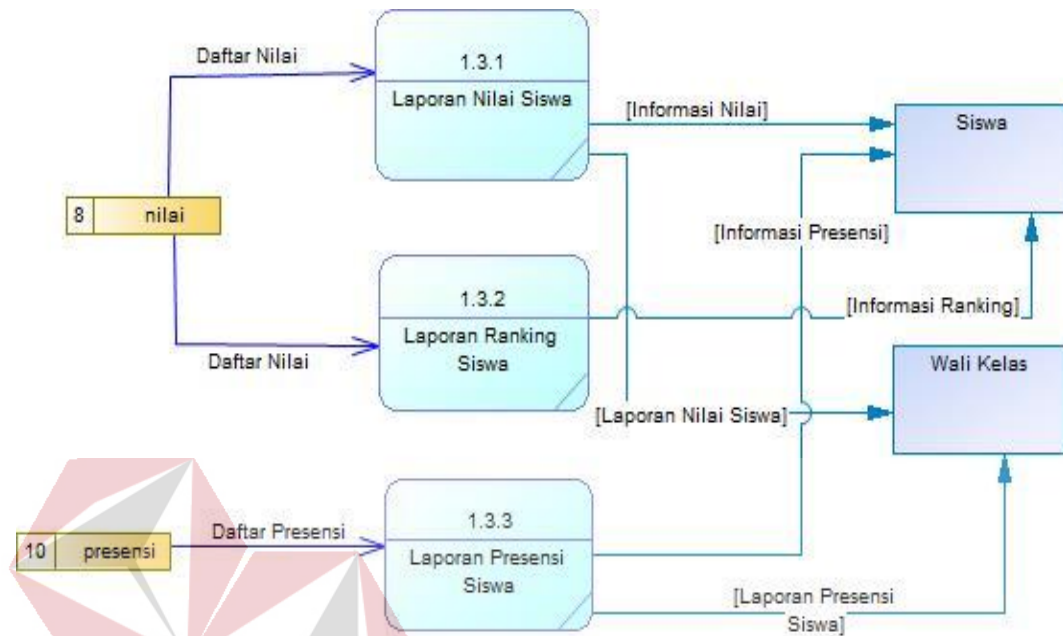 Daftar Nilai
1.3.1
Laporan Nilai Siswa
[Informasi Nilai]
Siswa
8
nilai
[Informasi Presensi]
1.3.2
Laporan Ranking
Siswa
[Informasi Ranking]
Daftar Nilai
Wali Kelas
[Laporan Nilai Siswa]
10
presensi
Daftar Presensi
1.3.3
Laporan Presensi
Siswa
[Laporan Presensi
Siswa]